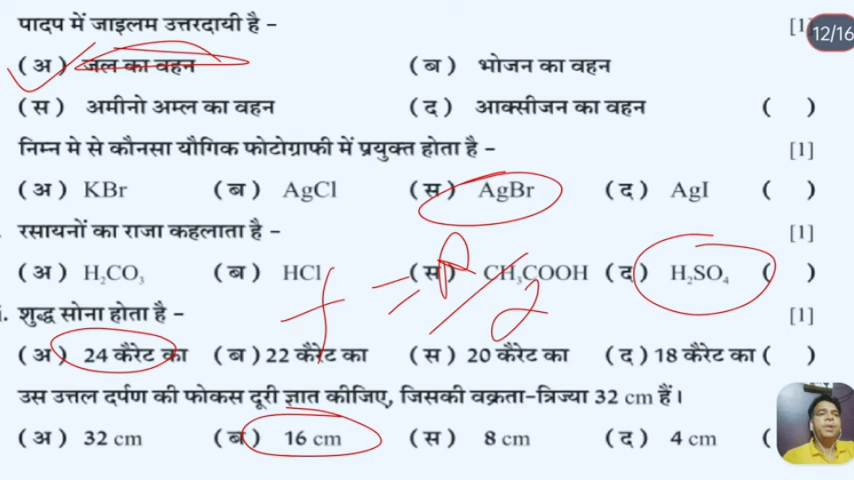 पादप में जाइलम उत्तरदायी है – [1]
12/16
(अ) जल का वहन (ब) भोजन का वहन
(स) अमीनो अम्ल का वहन (द) आक्सीजन का वहन ( )
निम्न मे से कौनसा यौगिक फोटोग्राफी में प्रयुक्त होता है – [1]
(अ) KBr (ब) AgCl (स) AgBr (द) AgI ( )
. रसायनों का राजा कहलाता है – [1]
(अ) H₂CO₃ (ब) HCl (स) CH₃COOH (द) H₂SO₄ ( )
f = R/2
i. शुद्ध सोना होता है – [1]
(अ) 24 कैरेट का (ब) 22 कैरेट का (स) 20 कैरेट का (द) 18 कैरेट का ( )
उस उत्तल दर्पण की फोकस दूरी ज्ञात कीजिए, जिसकी वक्रता-त्रिज्या 32 cm हैं।
(अ) 32 cm (ब) 16 cm (स) 8 cm (द) 4 cm (